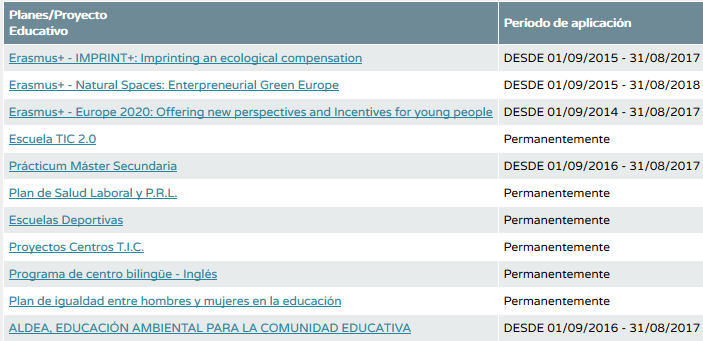 Planes/Proyecto
Educativo
Período de aplicación
Erasmus+ - IMPRINT+: Imprinting an ecological compensation DESDE 01/09/2015 - 31/08/2017
Erasmus+ - Natural Spaces: Enterpreneurial Green Europe DESDE 01/09/2015 - 31/08/2018
Erasmus+ - Europe 2020: Offering new perspectives and Incentives for young people DESDE 01/09/2014 - 31/08/2017
Escuela TIC 2.0 Permanentemente
Prácticum Máster Secundaria DESDE 01/09/2016 - 31/08/2017
Plan de Salud Laboral y P.R.L. Permanentemente
Escuelas Deportivas Permanentemente
Proyectos Centros T.I.C. Permanentemente
Programa de centro bilingüe - Inglés Permanentemente
Plan de igualdad entre hombres y mujeres en la educación Permanentemente
ALDEA, EDUCACIÓN AMBIENTAL PARA LA COMUNIDAD EDUCATIVA DESDE 01/09/2016 - 31/08/2017